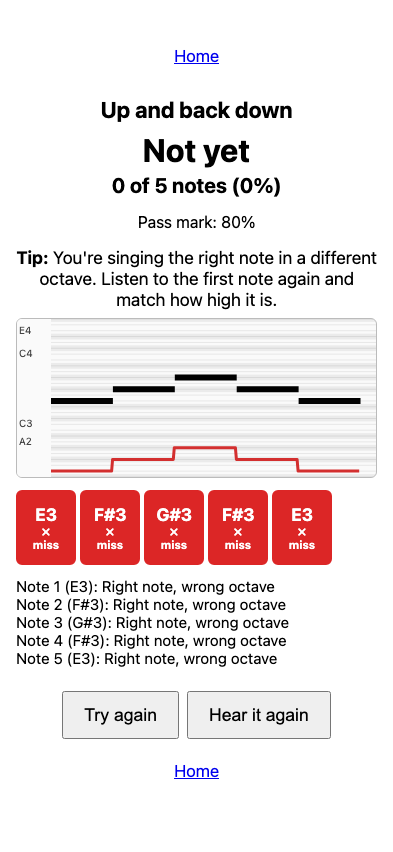 Home
Up and back down
Not yet
0 of 5 notes (0%)
Pass mark: 80%
Tip: You're singing the right note in a different
octave. Listen to the first note again and
match how high it is.
E4
C4
C3
A2
E3 F#3 G#3 F#3 E3
× × × × ×
miss miss miss miss miss
Note 1 (E3): Right note, wrong octave
Note 2 (F#3): Right note, wrong octave
Note 3 (G#3): Right note, wrong octave
Note 4 (F#3): Right note, wrong octave
Note 5 (E3): Right note, wrong octave
Try again Hear it again
Home